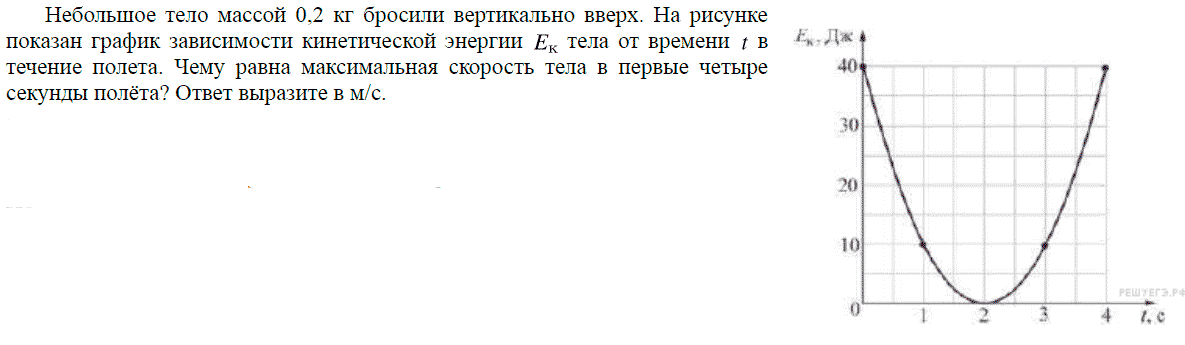 Небольшое тело массой 0,2 кг бросили вертикально вверх. На рисунке
показан график зависимости кинетической энергии Eк тела от времени t в
течение полета. Чему равна максимальная скорость тела в первые четыре
секунды полёта? Ответ выразите в м/с.
Eк, Дж
40
30
20
10
0
1 2 3 4 t, с
РЕШУЕГЭ.РФ